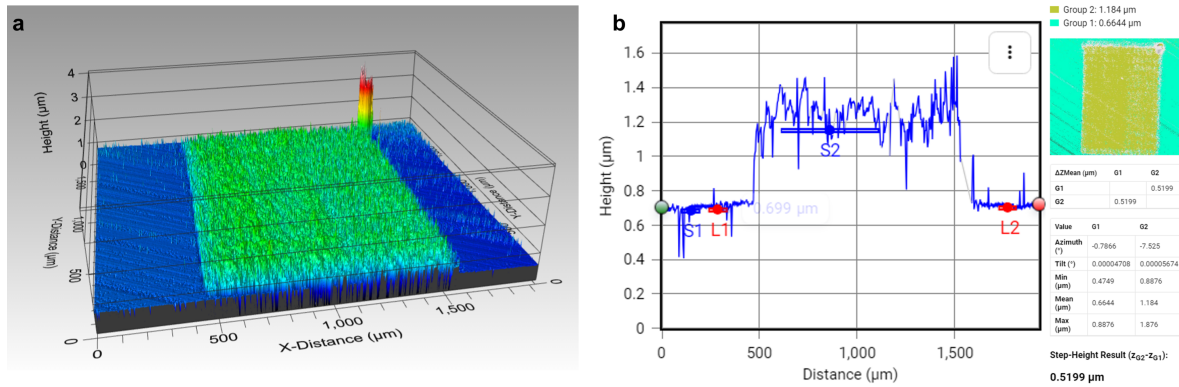 a
Height (µm)
4
3
2
1
0
Y-Distance (µm)
1,000
500
0
0
500
1,000
1,500
0
X-Distance (µm)
Y-Distance (µm)
b
Height (µm)
1.6
1.4
1.2
1.0
0.8
0.6
0.4
0.2
0
S2
0.699 µm
S1
L1
L2
0
500
1,000
1,500
Distance (µm)
Group 2: 1.184 µm
Group 1: 0.6644 µm
ΔZMean (µm) G1 G2
G1 0.5199
G2 0.5199
Value G1 G2
Azimuth (°) -0.7866 -7.525
Tilt (°) 0.00004708 0.00005674
Min (µm) 0.4749 0.8876
Mean (µm) 0.6644 1.184
Max (µm) 0.8876 1.876
Step-Height Result (zG2-zG1):
0.5199 µm